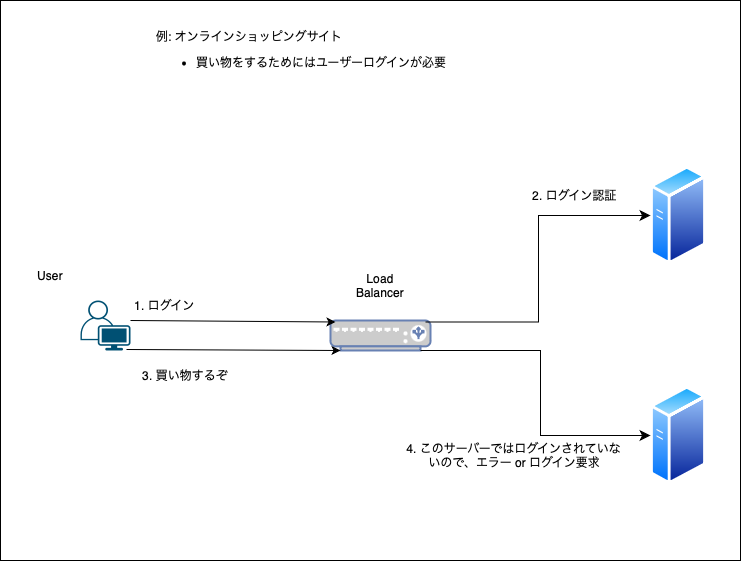 例: オンラインショッピングサイト
• 買い物をするためにはユーザーログインが必要
2. ログイン認証
User
Load
Balancer
1. ログイン
3. 買い物するぞ
4. このサーバーではログインされていな
いので、エラー or ログイン要求